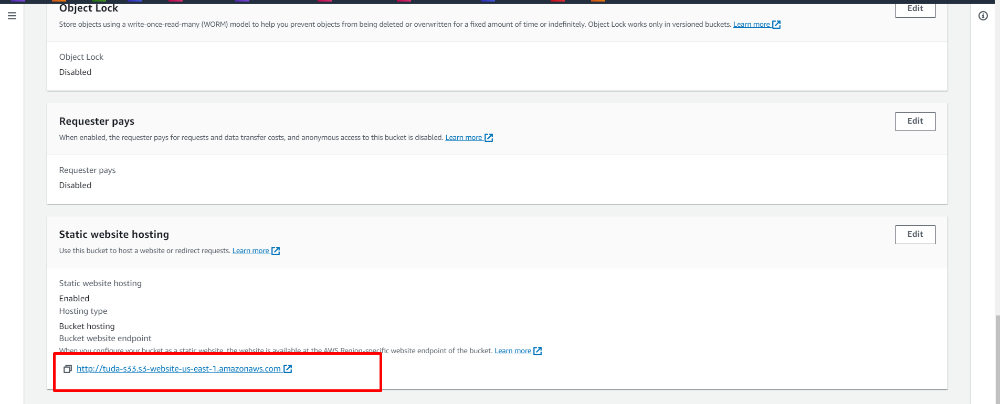 Object Lock
Edit
Store objects using a write-once-read-many (WORM) model to help you prevent objects from being deleted or overwritten for a fixed amount of time or indefinitely. Object Lock works only in versioned buckets. Learn more
Object Lock
Disabled
Requester pays
Edit
When enabled, the requester pays for requests and data transfer costs, and anonymous access to this bucket is disabled. Learn more
Requester pays
Disabled
Static website hosting
Edit
Use this bucket to host a website or redirect requests. Learn more
Static website hosting
Enabled
Hosting type
Bucket hosting
Bucket website endpoint
When you configure your bucket as a static website, the website is available at the AWS Region-specific website endpoint of the bucket. Learn more
http://tuda-s33.s3-website-us-east-1.amazonaws.com